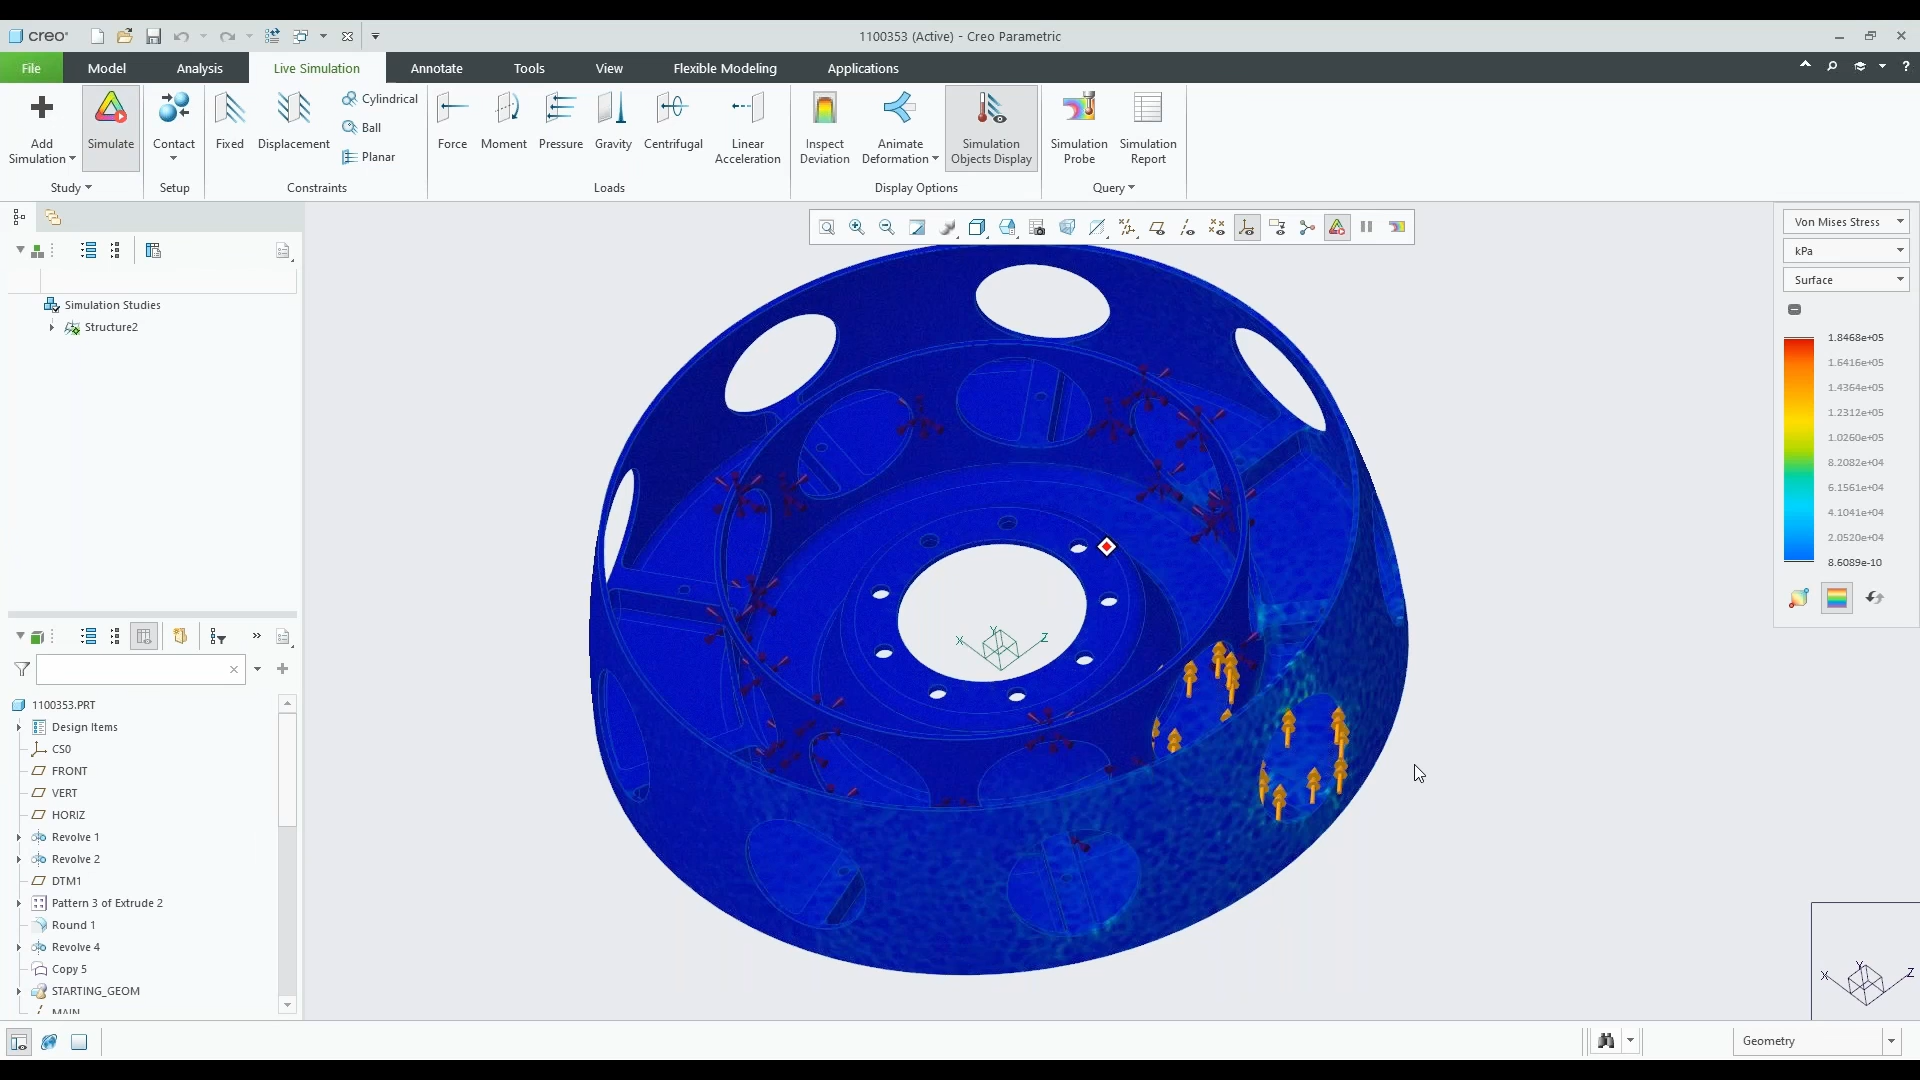 creo
1100353 (Active) - Creo Parametric
File Model Analysis Live Simulation Annotate Tools View Flexible Modeling Applications
Add Simulation
Simulate
Contact
Fixed
Displacement
Cylindrical
Ball
Planar
Force
Moment
Pressure
Gravity
Centrifugal
Linear Acceleration
Inspect Deviation
Animate Deformation
Simulation Objects Display
Simulation Probe
Simulation Report
Study
Setup
Constraints
Loads
Display Options
Query
Simulation Studies
Structure2
1100353.PRT
Design Items
CS0
FRONT
VERT
HORIZ
Revolve 1
Revolve 2
DTM1
Pattern 3 of Extrude 2
Round 1
Revolve 4
Copy 5
STARTING_GEOM
MAIN
X Y Z
Von Mises Stress
kPa
Surface
1.8468e+05
1.6416e+05
1.4364e+05
1.2312e+05
1.0260e+05
8.2082e+04
6.1561e+04
4.1041e+04
2.0520e+04
8.6089e-10
X Y Z
Geometry